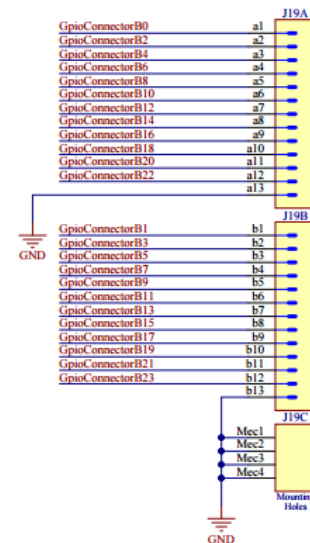 J19A
GpioConnectorB0 a1
GpioConnectorB2 a2
GpioConnectorB4 a3
GpioConnectorB6 a4
GpioConnectorB8 a5
GpioConnectorB10 a6
GpioConnectorB12 a7
GpioConnectorB14 a8
GpioConnectorB16 a9
GpioConnectorB18 a10
GpioConnectorB20 a11
GpioConnectorB22 a12
a13
J19B
GND
GpioConnectorB1 b1
GpioConnectorB3 b2
GpioConnectorB5 b3
GpioConnectorB7 b4
GpioConnectorB9 b5
GpioConnectorB11 b6
GpioConnectorB13 b7
GpioConnectorB15 b8
GpioConnectorB17 b9
GpioConnectorB19 b10
GpioConnectorB21 b11
GpioConnectorB23 b12
b13
J19C
Mec1
Mec2
Mec3
Mec4
Mountin
Holes
GND